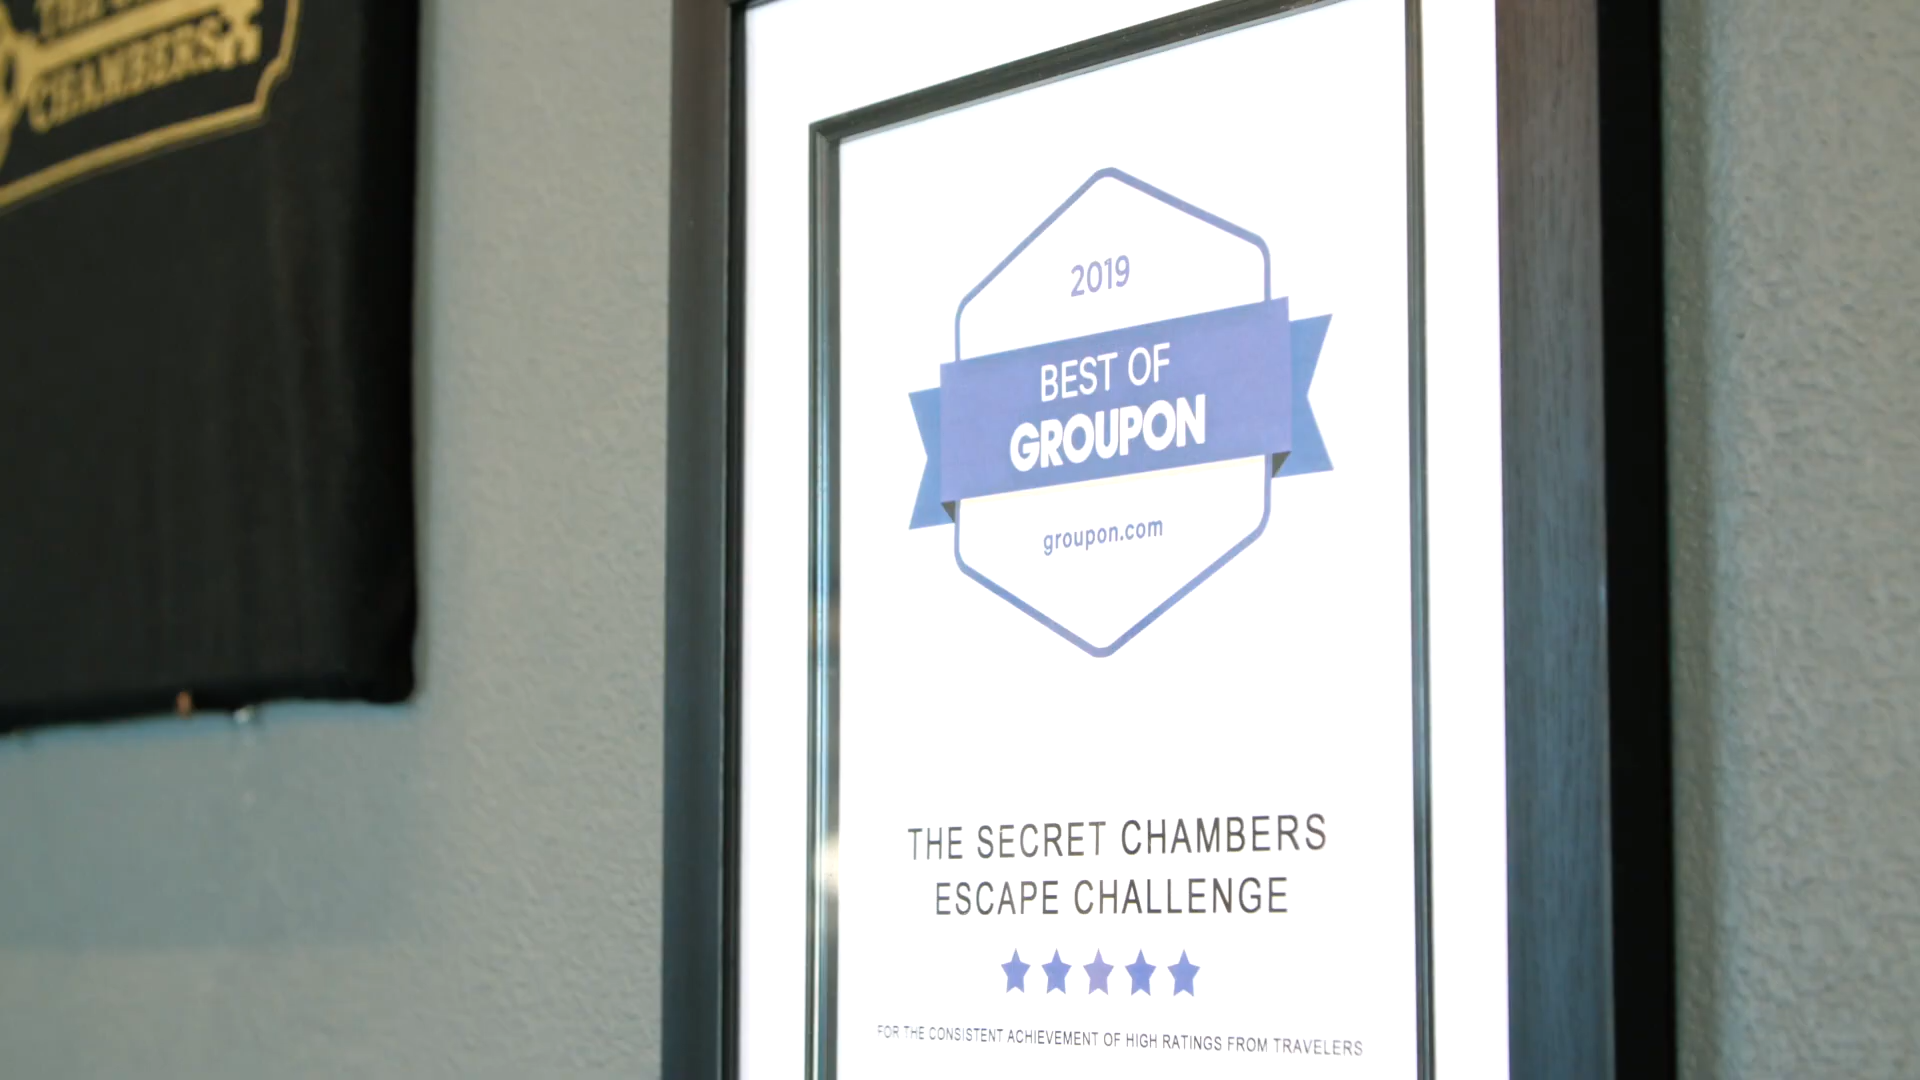 CHAMBERS
2019
BEST OF
GROUPON
groupon.com
THE SECRET CHAMBERS
ESCAPE CHALLENGE
FOR THE CONSISTENT ACHIEVEMENT OF HIGH RATINGS FROM TRAVELERS